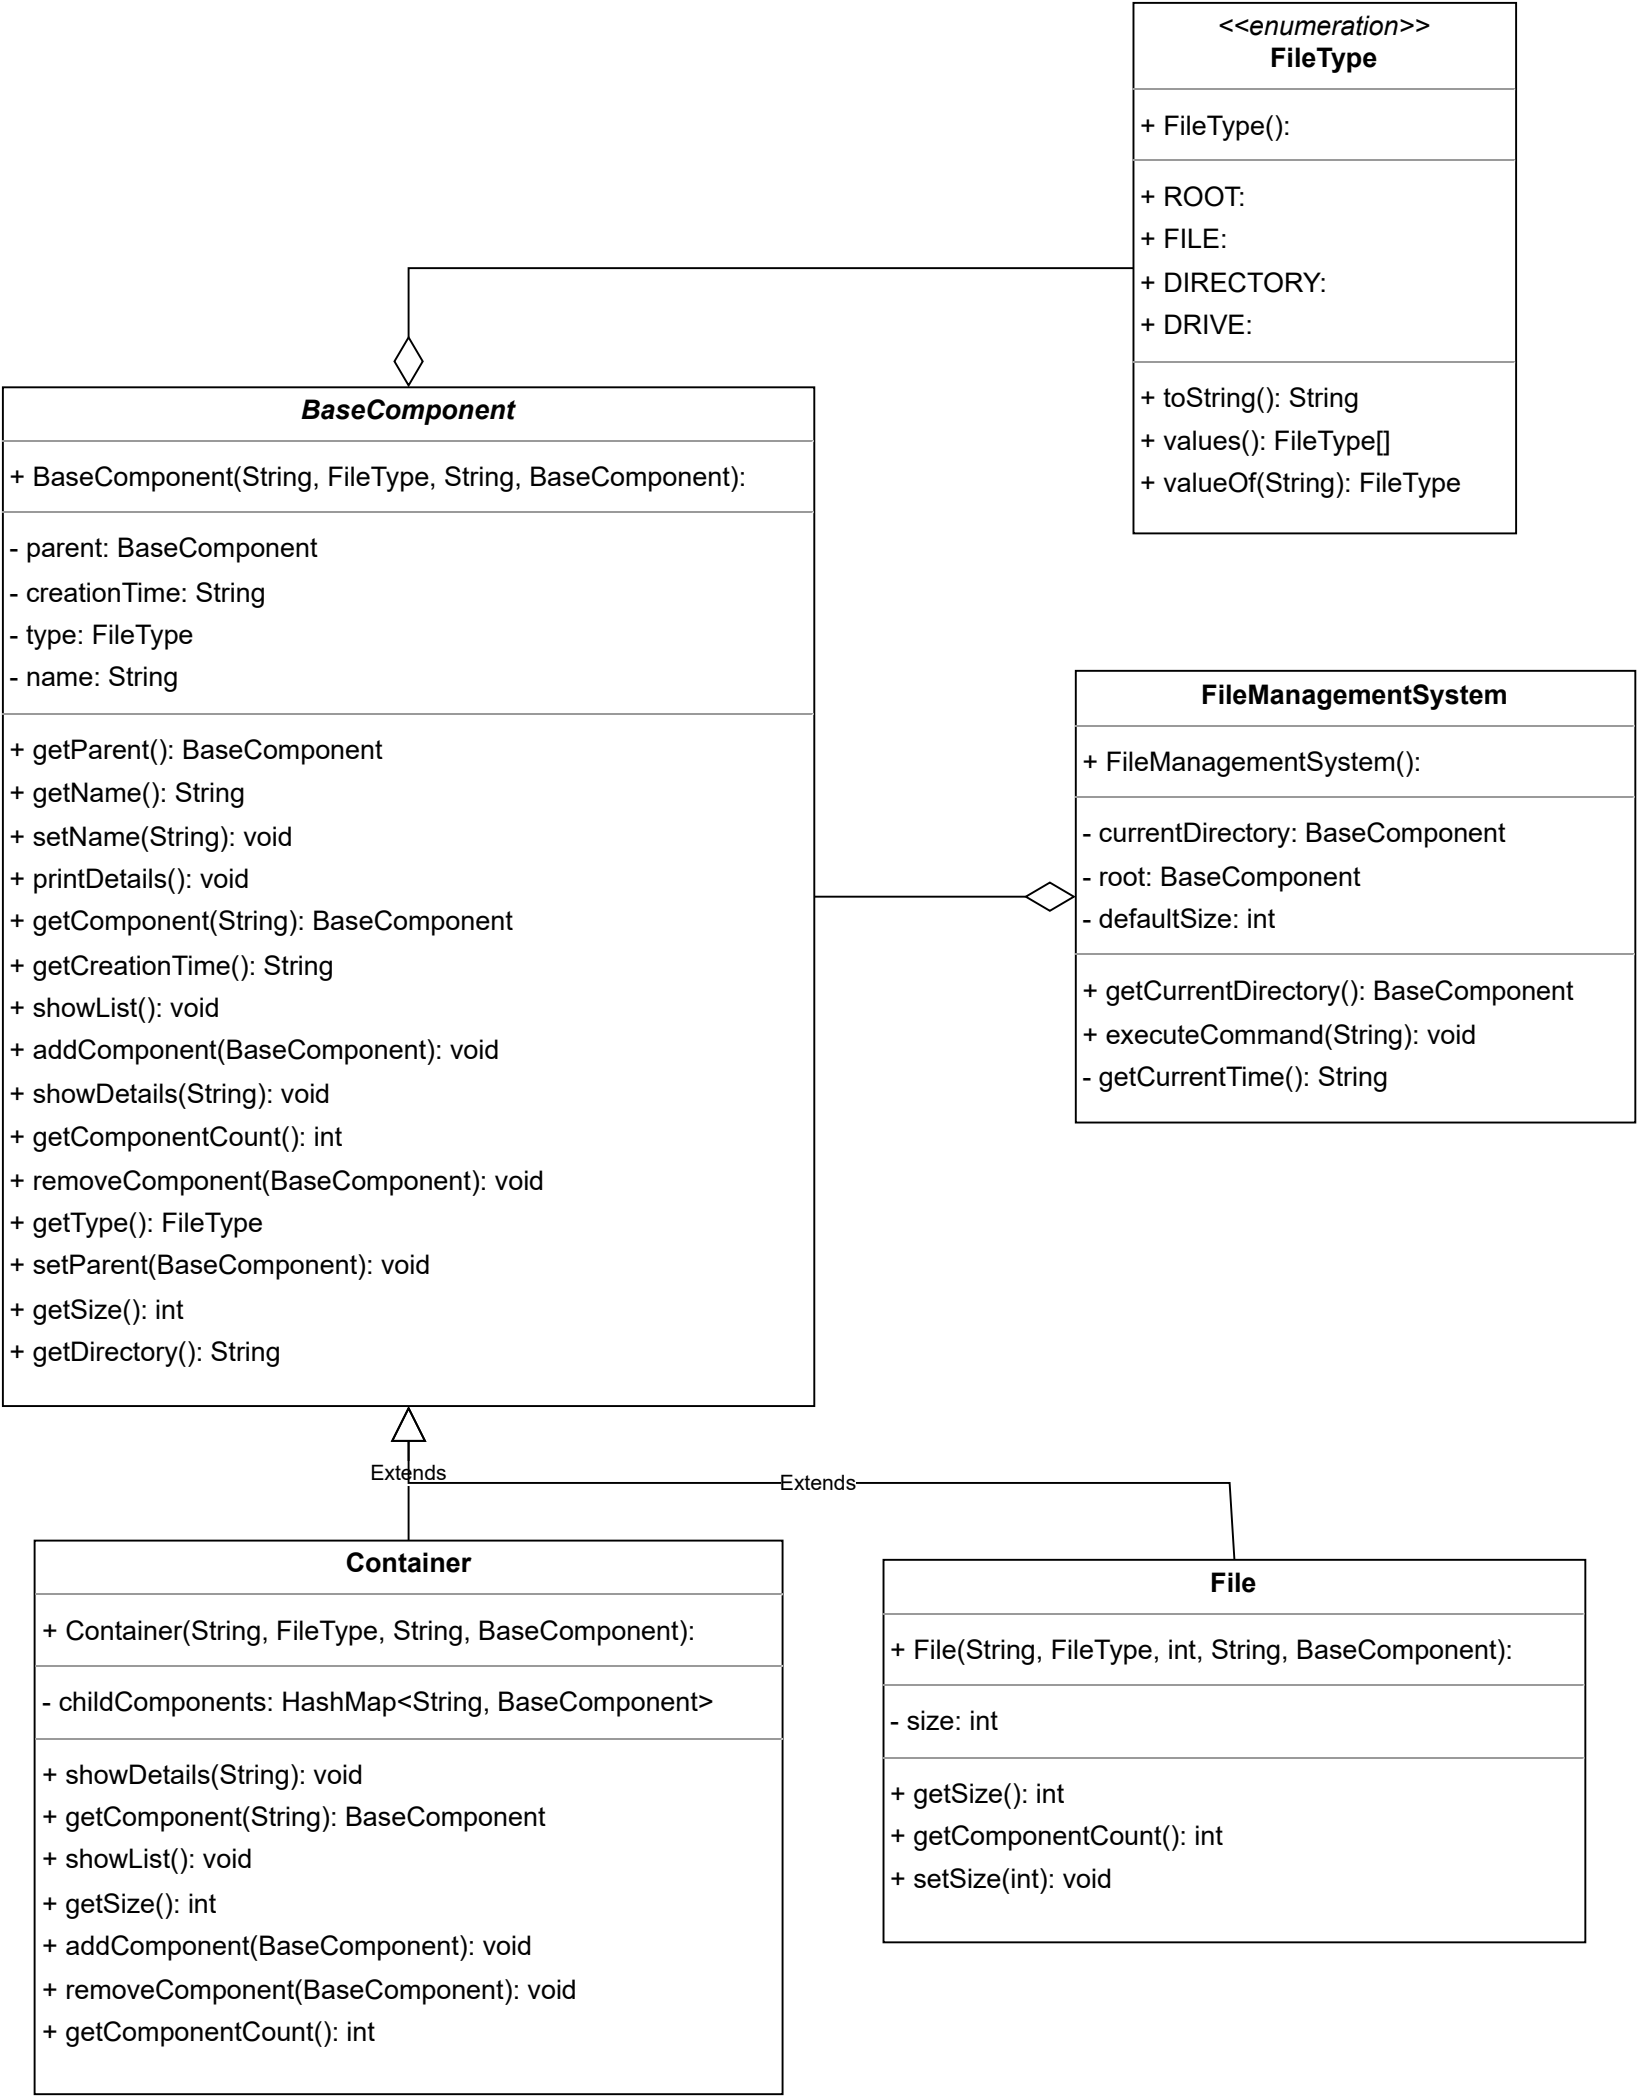 <<enumeration>>
FileType
+ FileType():
+ ROOT:
+ FILE:
+ DIRECTORY:
+ DRIVE:
+ toString(): String
+ values(): FileType[]
+ valueOf(String): FileType
BaseComponent
+ BaseComponent(String, FileType, String, BaseComponent):
- parent: BaseComponent
- creationTime: String
- type: FileType
- name: String
+ getParent(): BaseComponent
+ getName(): String
+ setName(String): void
+ printDetails(): void
+ getComponent(String): BaseComponent
+ getCreationTime(): String
+ showList(): void
+ addComponent(BaseComponent): void
+ showDetails(String): void
+ getComponentCount(): int
+ removeComponent(BaseComponent): void
+ getType(): FileType
+ setParent(BaseComponent): void
+ getSize(): int
+ getDirectory(): String
FileManagementSystem
+ FileManagementSystem():
- currentDirectory: BaseComponent
- root: BaseComponent
- defaultSize: int
+ getCurrentDirectory(): BaseComponent
+ executeCommand(String): void
- getCurrentTime(): String
Extends
Extends
Container
+ Container(String, FileType, String, BaseComponent):
- childComponents: HashMap<String, BaseComponent>
+ showDetails(String): void
+ getComponent(String): BaseComponent
+ showList(): void
+ getSize(): int
+ addComponent(BaseComponent): void
+ removeComponent(BaseComponent): void
+ getComponentCount(): int
File
+ File(String, FileType, int, String, BaseComponent):
- size: int
+ getSize(): int
+ getComponentCount(): int
+ setSize(int): void